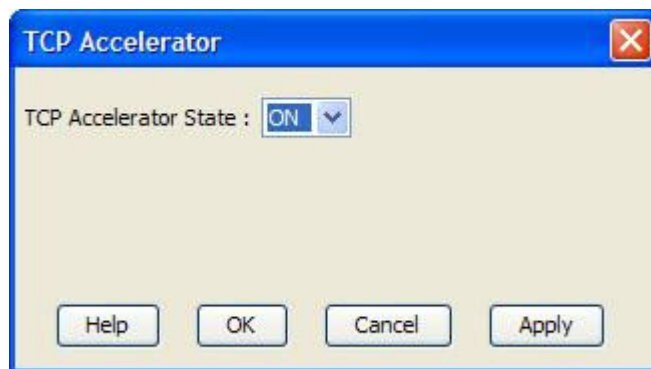 TCP Accelerator
TCP Accelerator State : ON
Help OK Cancel Apply